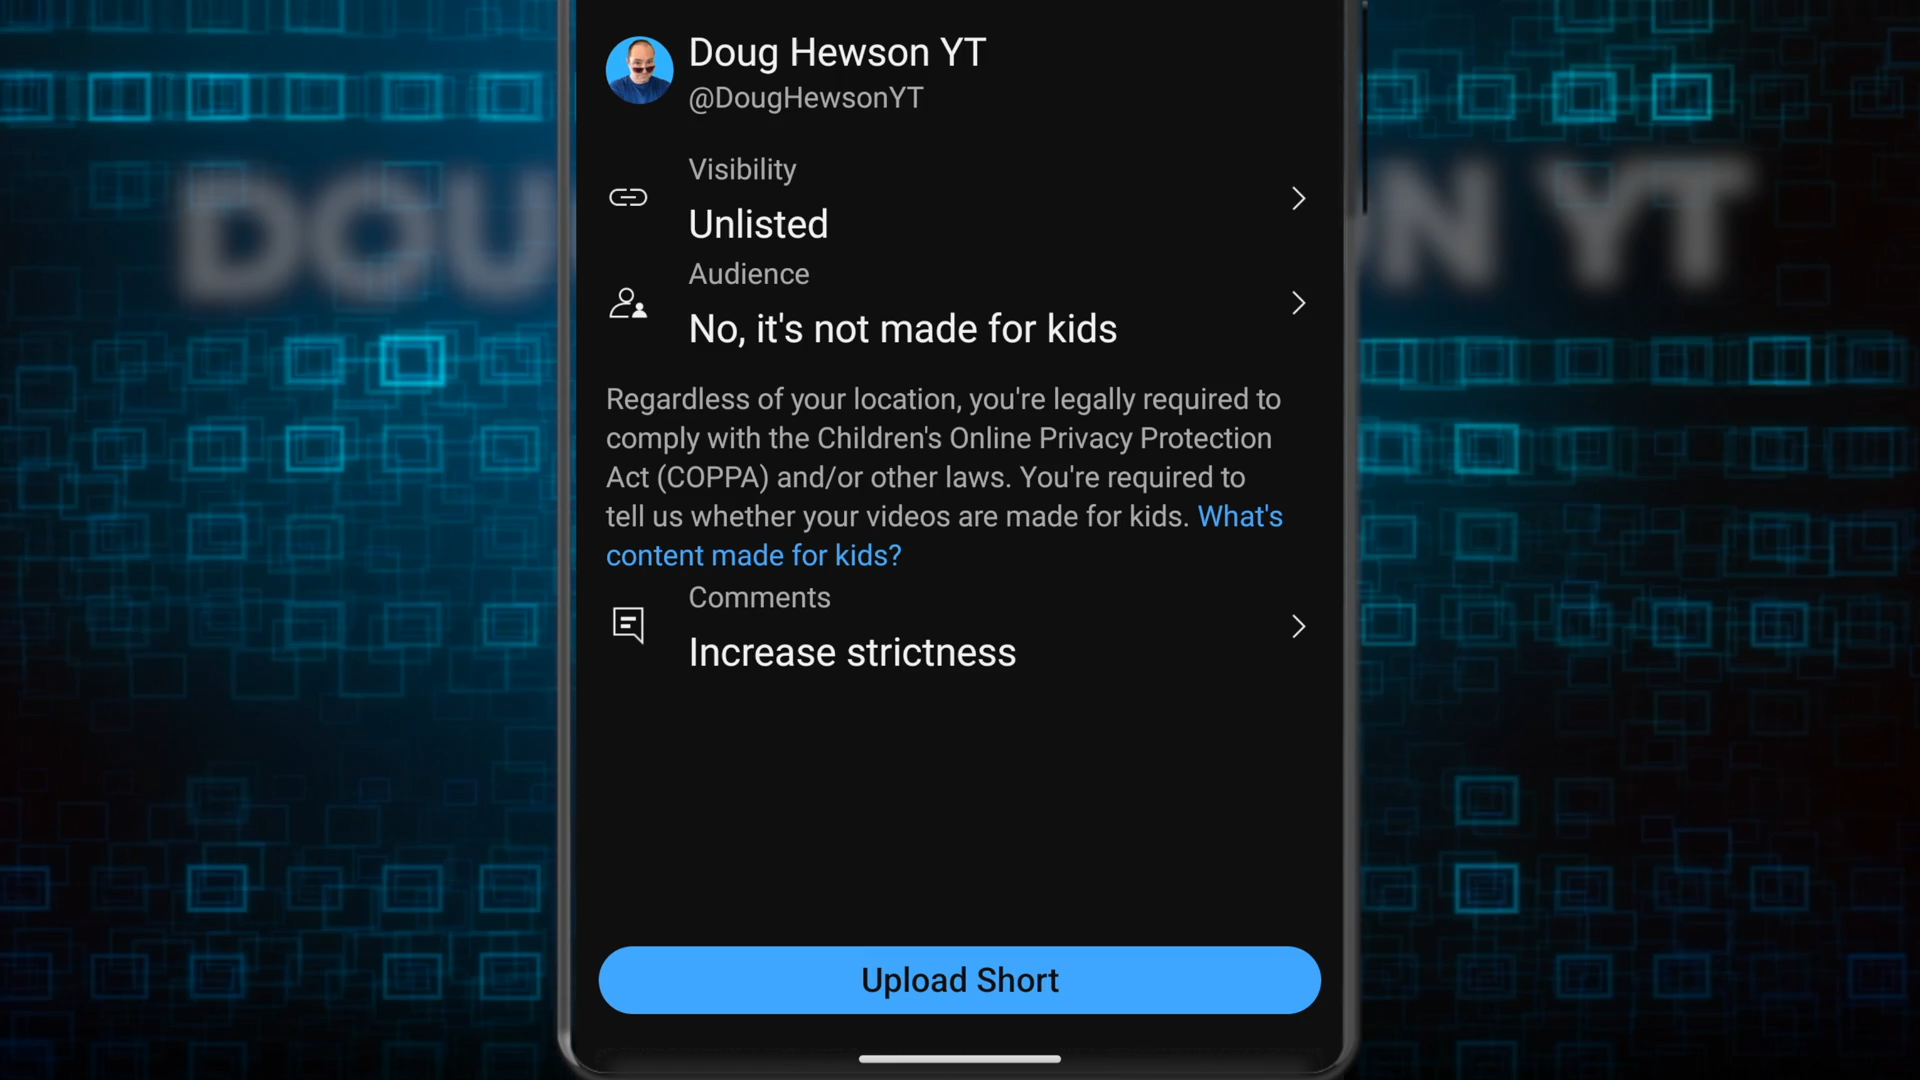 Doug Hewson YT
@DougHewsonYT
DOU
ON YT
Visibility
Unlisted
Audience
No, it's not made for kids
Regardless of your location, you're legally required to
comply with the Children's Online Privacy Protection
Act (COPPA) and/or other laws. You're required to
tell us whether your videos are made for kids. What's
content made for kids?
Comments
Increase strictness
Upload Short